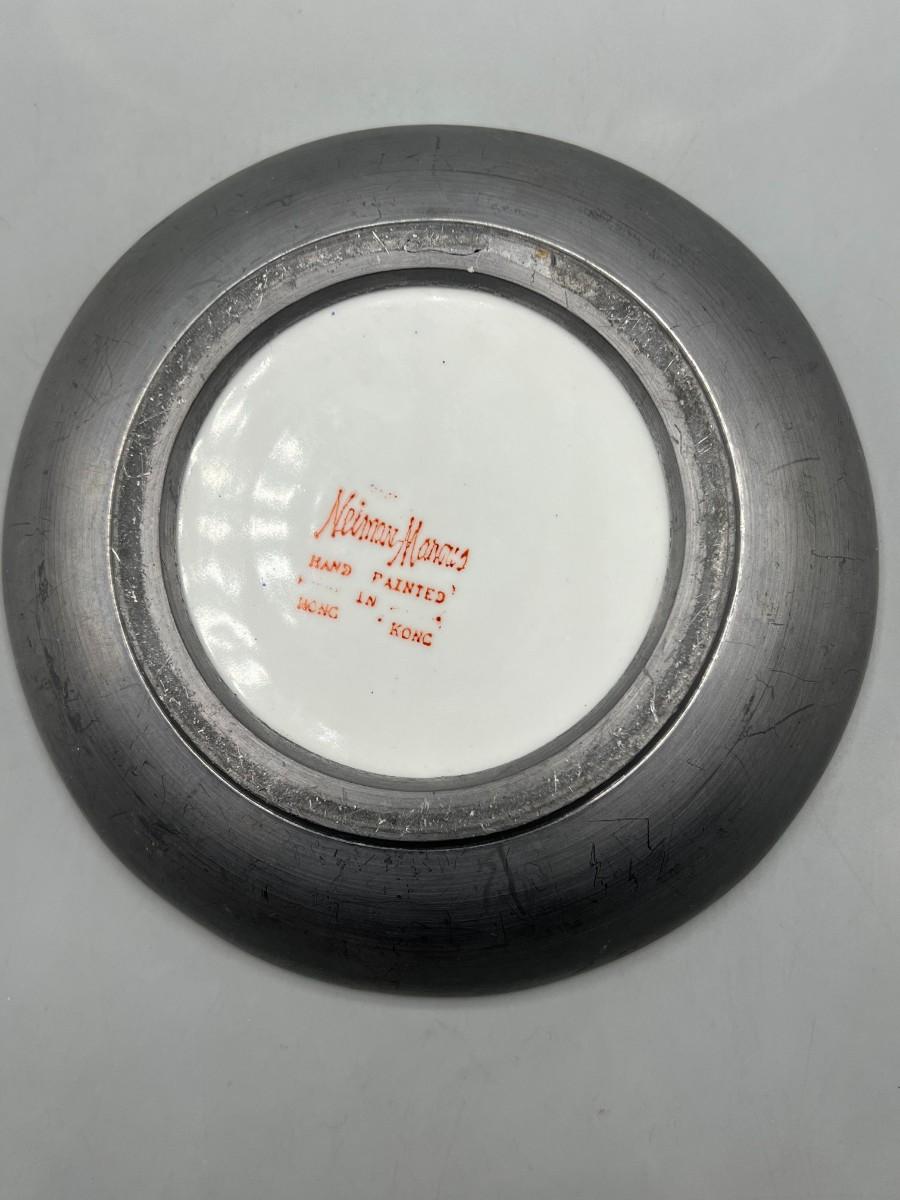 Neiman-Marcus
HAND PAINTED
IN
HONG KONG